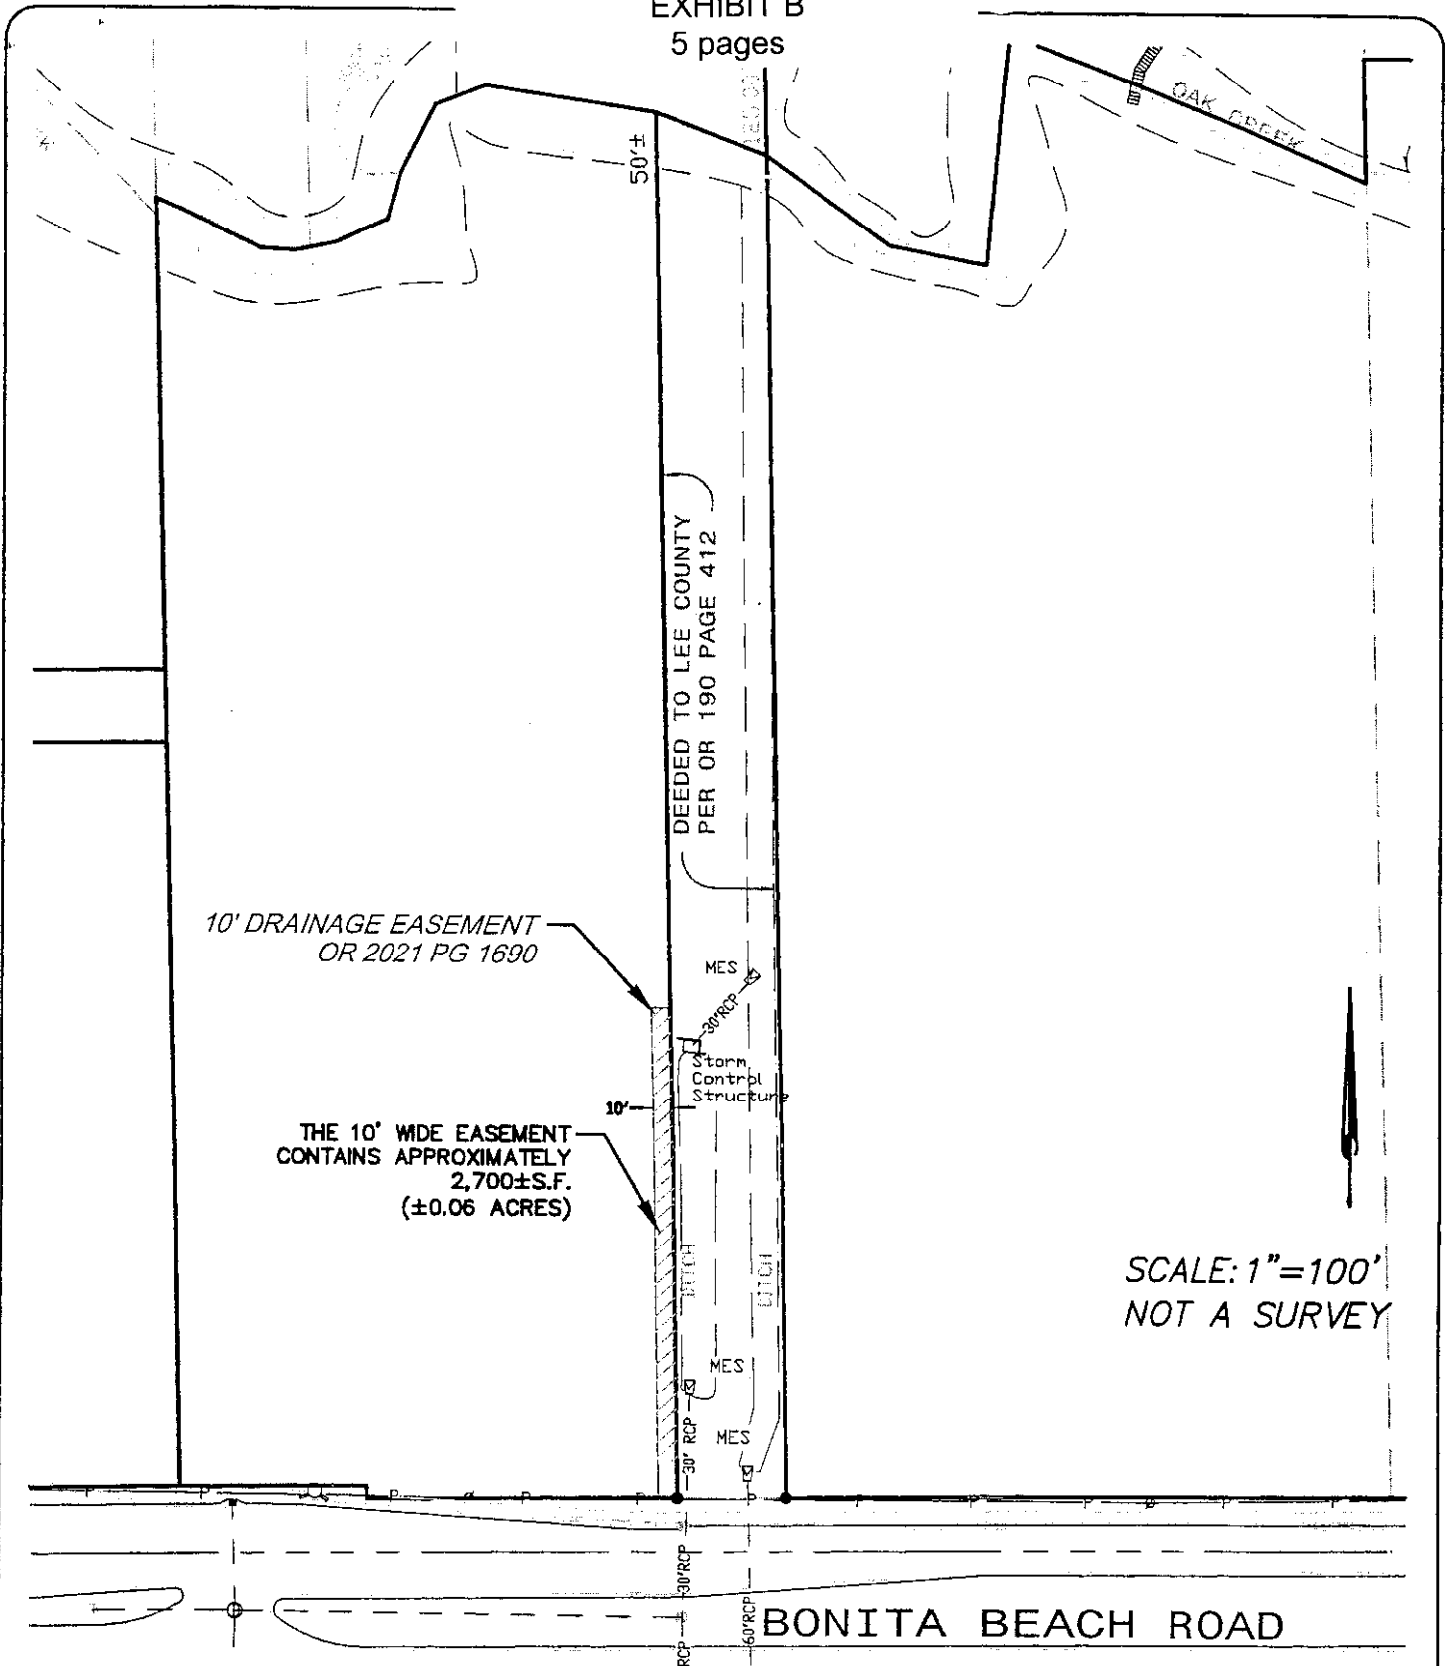 EXHIBIT B
5 pages
OAK CREEK
50'±
DEEDED TO LEE COUNTY
PER OR 190 PAGE 412
10' DRAINAGE EASEMENT
OR 2021 PG 1690
MES
30"RCP
Storm
Control
Structure
10'
THE 10' WIDE EASEMENT
CONTAINS APPROXIMATELY
2,700±S.F.
(±0.06 ACRES)
DITCH
DITCH
SCALE: 1"=100'
NOT A SURVEY
MES
30" RCP
MES
P
P
P
P
P
P
P
P
P
P
P
30"RCP
60"RCP
RCP
BONITA BEACH ROAD